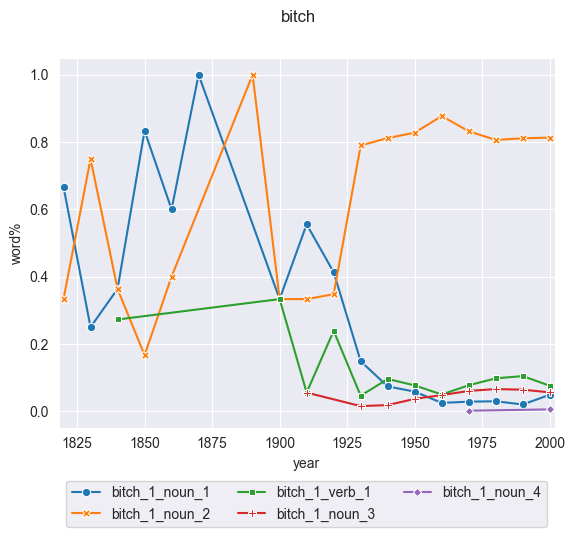 bitch
1.0
0.8
0.6
0.4
0.2
0.0
word%
1825 1850 1875 1900 1925 1950 1975 2000
year
bitch_1_noun_1 bitch_1_verb_1 bitch_1_noun_4
bitch_1_noun_2 bitch_1_noun_3